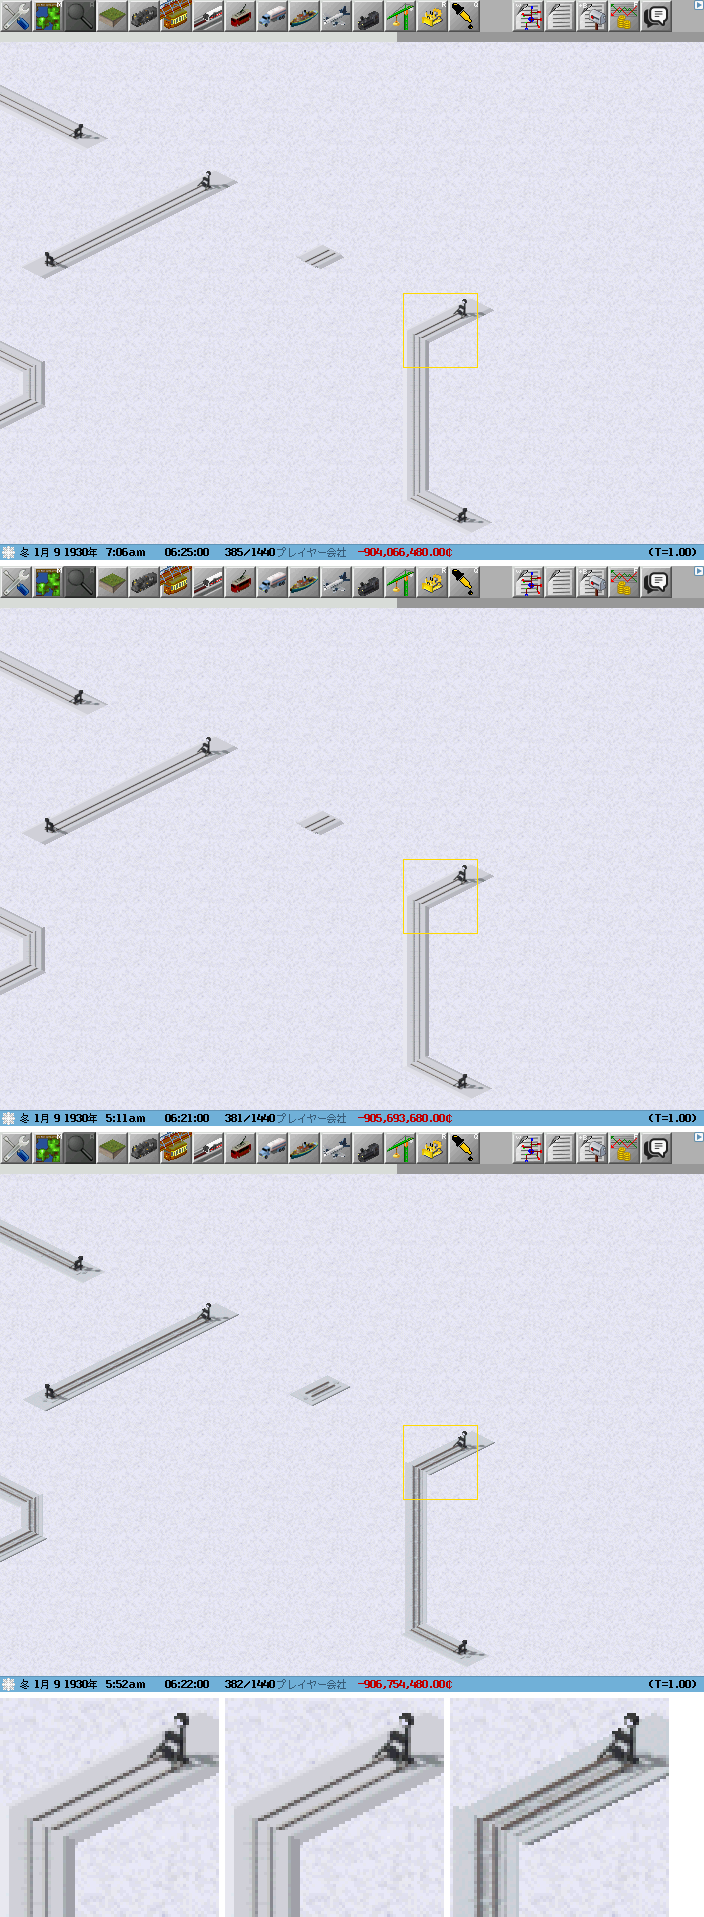 冬 1月 9 1930年 7:06am 06:25:00 385/1440 プレイヤー会社 -904,066,480.00¢ (T=1.00)
冬 1月 9 1930年 5:11am 06:21:00 381/1440 プレイヤー会社 -905,693,680.00¢ (T=1.00)
冬 1月 9 1930年 5:52am 06:22:00 382/1440 プレイヤー会社 -906,754,480.00¢ (T=1.00)